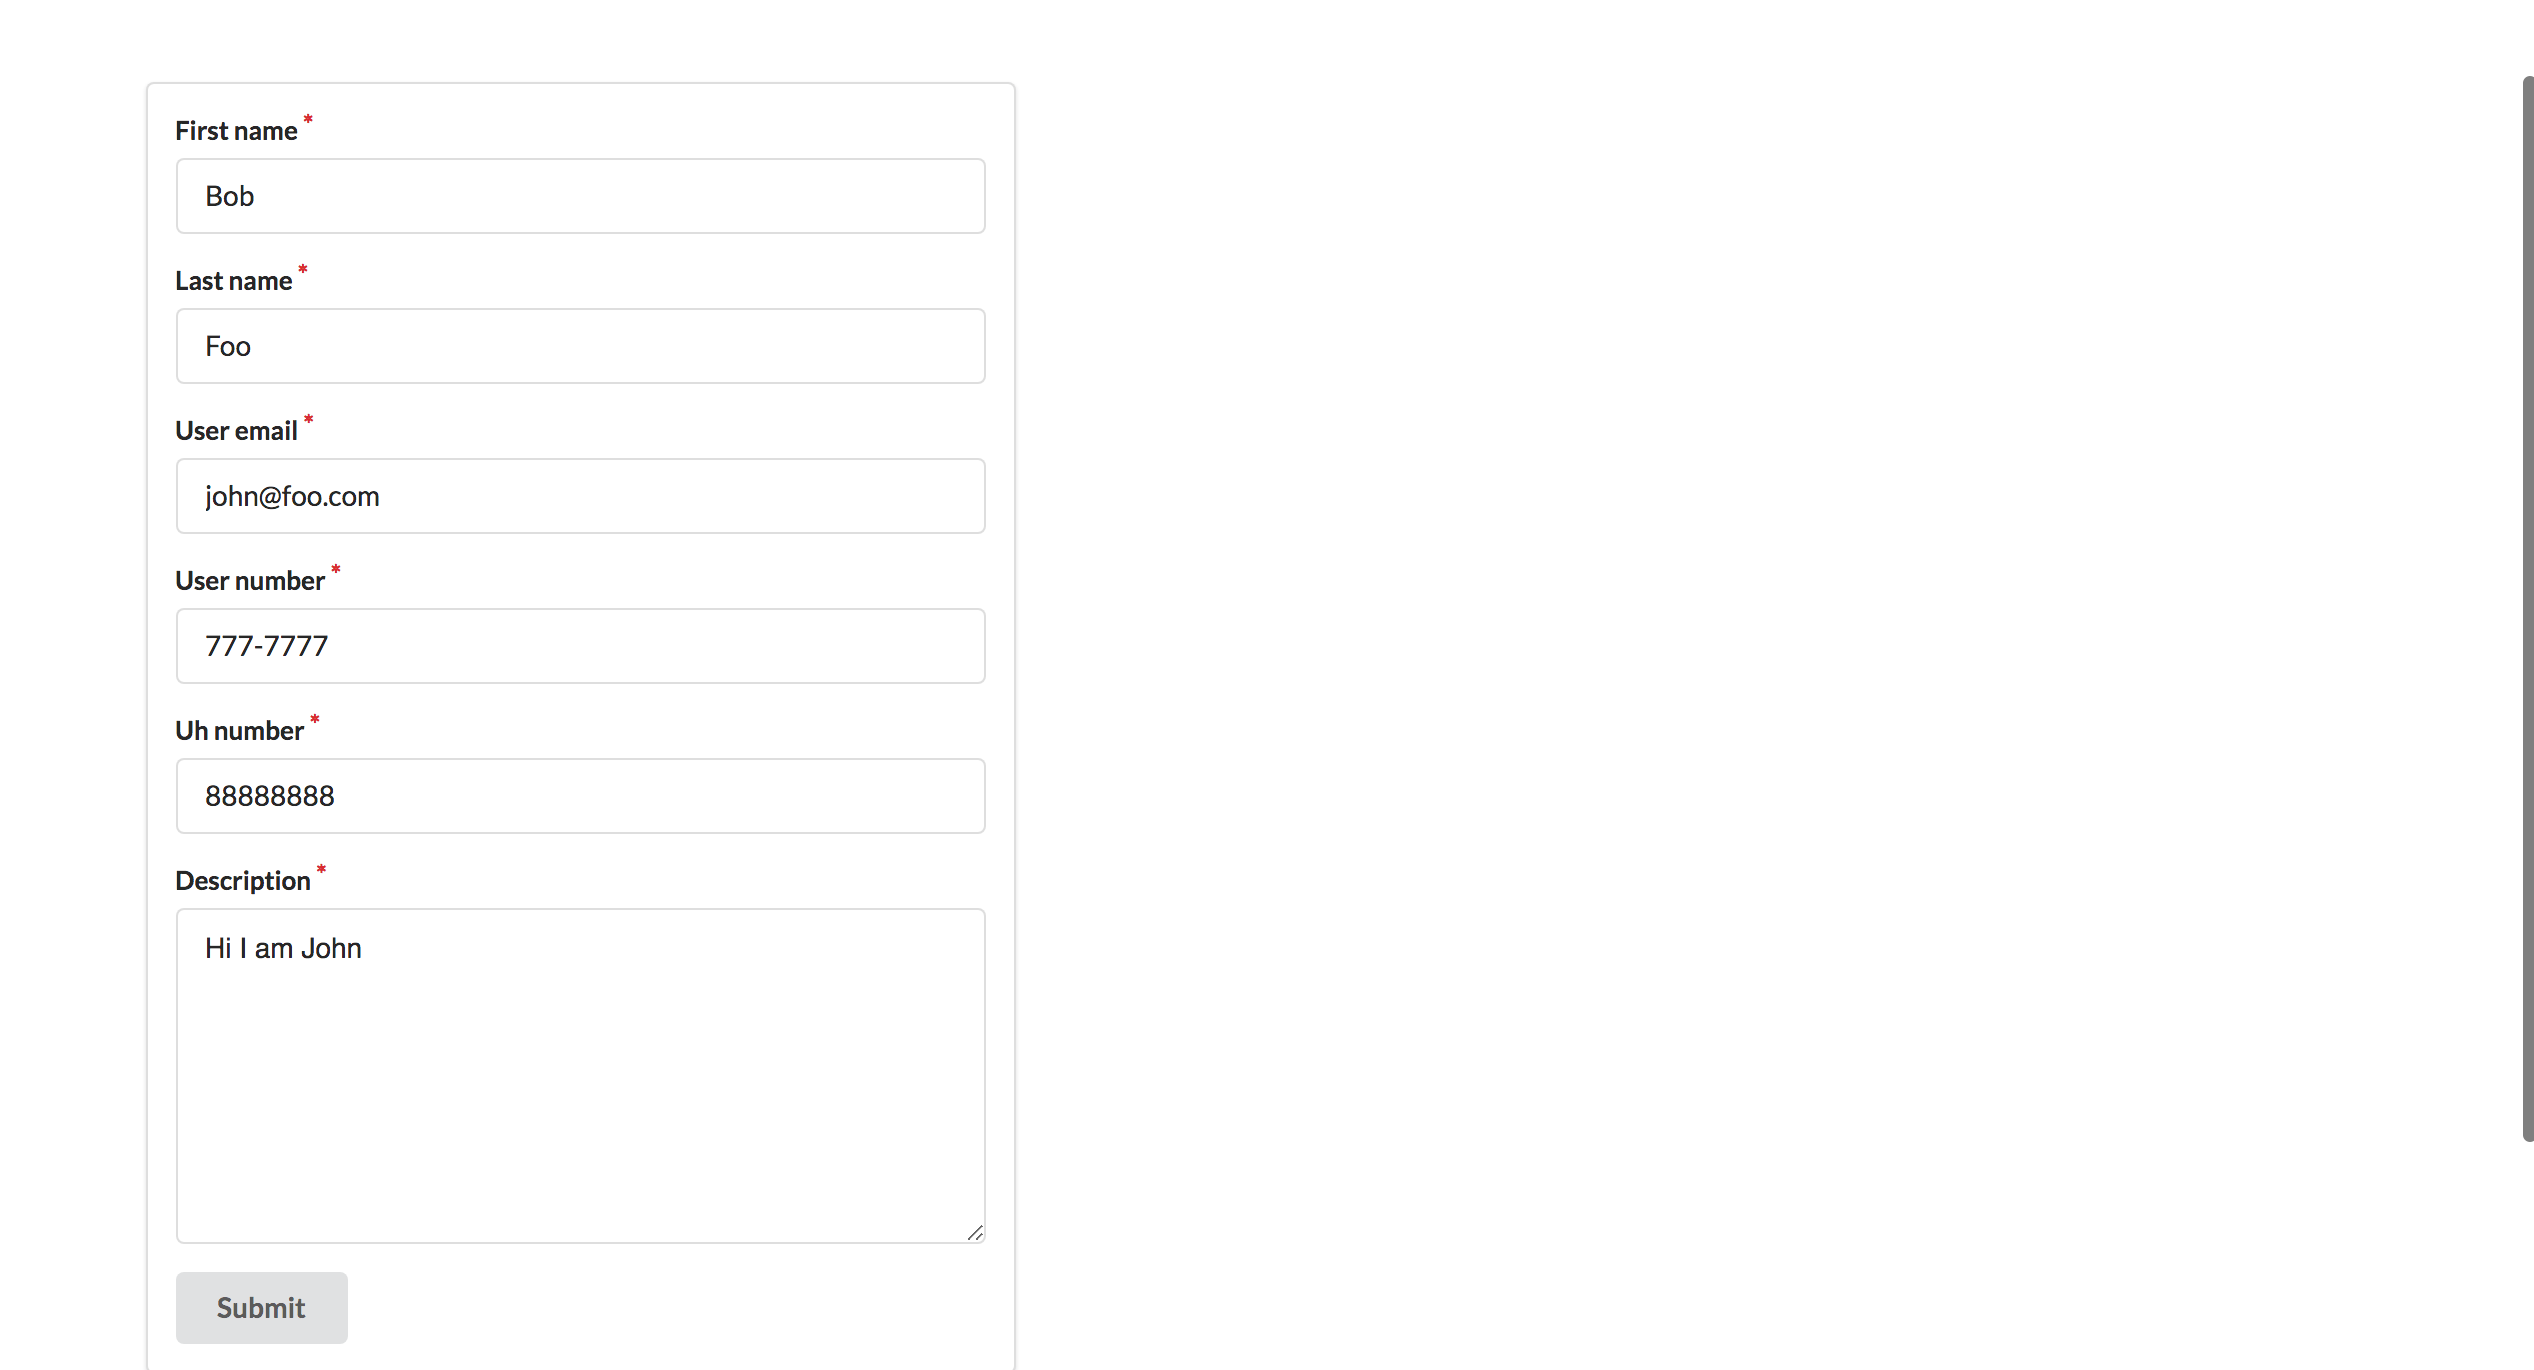 First name *
Bob
Last name *
Foo
User email *
john@foo.com
User number *
777-7777
Uh number *
88888888
Description *
Hi I am John
Submit